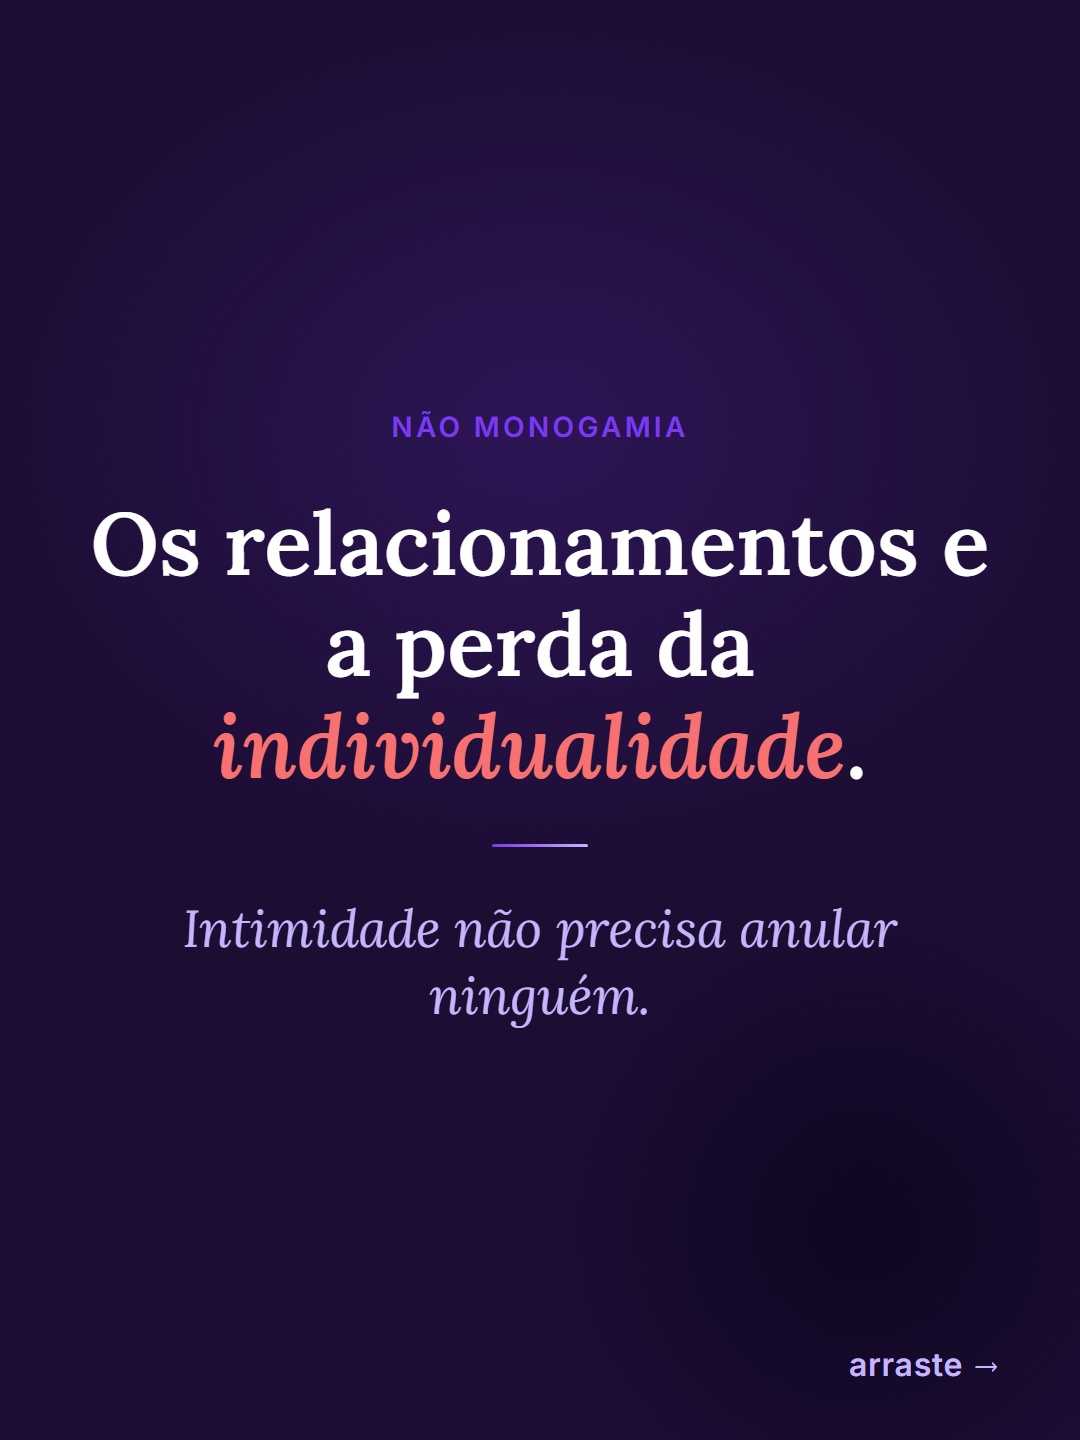 NÃO MONOGAMIA
Os relacionamentos e
a perda da
individualidade.
Intimidade não precisa anular
ninguém.
arraste →